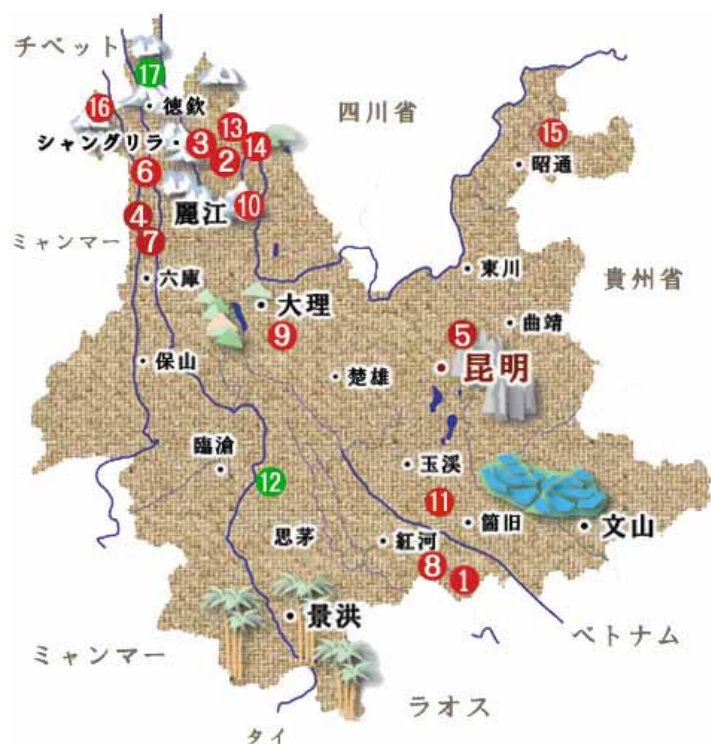 チベット
四川省
⑰
⑯
徳欽
⑮
シャングリラ
③
⑬
②
⑭
昭通
⑥
④
麗江
⑩
ミャンマー
⑦
六庫
東川
貴州省
大理
⑨
⑤
曲靖
保山
楚雄
昆明
臨滄
⑫
玉溪
⑪
箇旧
文山
思茅
紅河
⑧
①
景洪
ベトナム
ミャンマー
ラオス
タイ